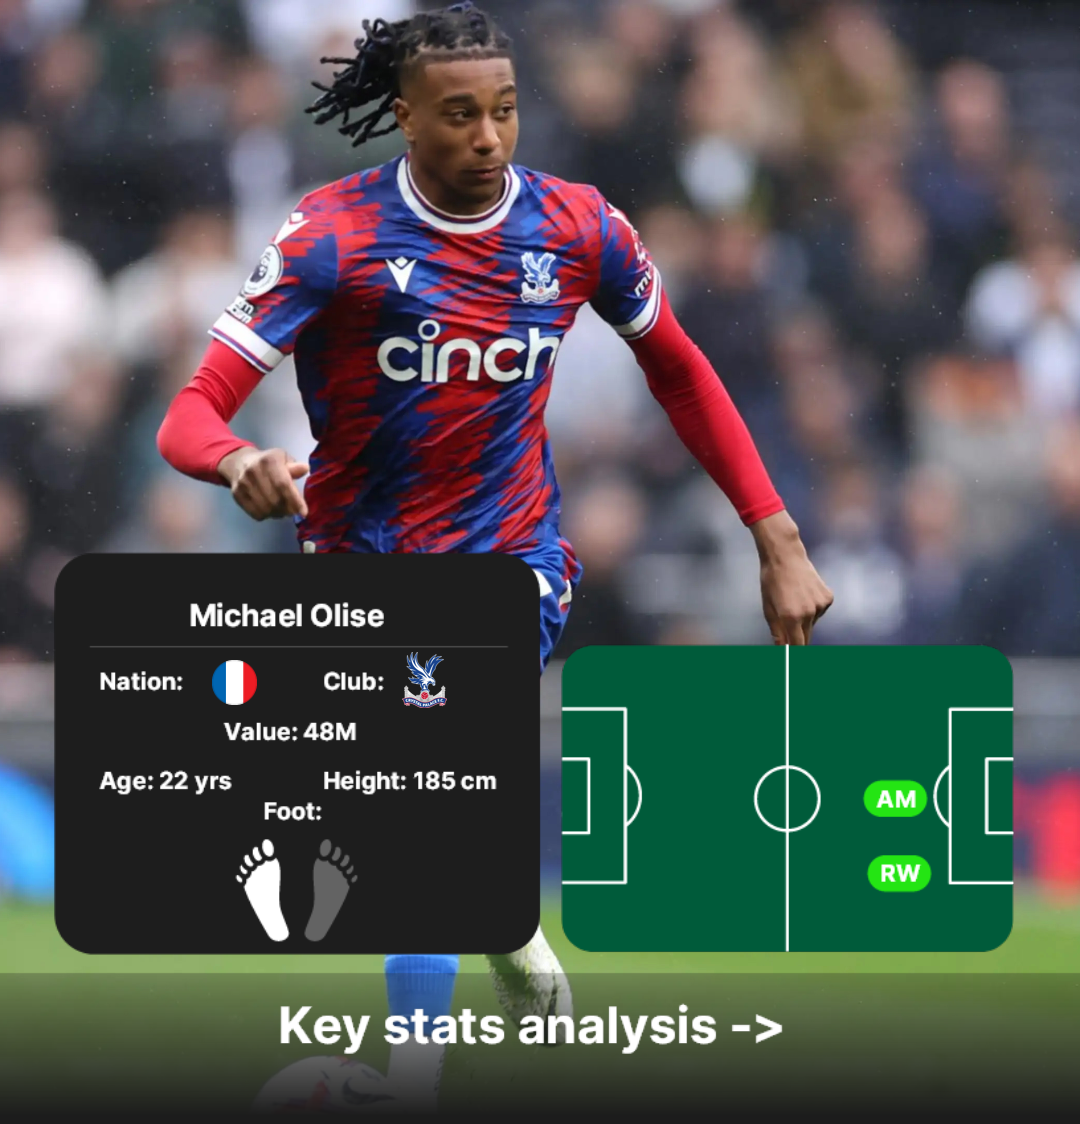 cinch
Michael Olise
Nation: Club:
Value: 48M
Age: 22 yrs Height: 185 cm
Foot:
AM
RW
Key stats analysis ->